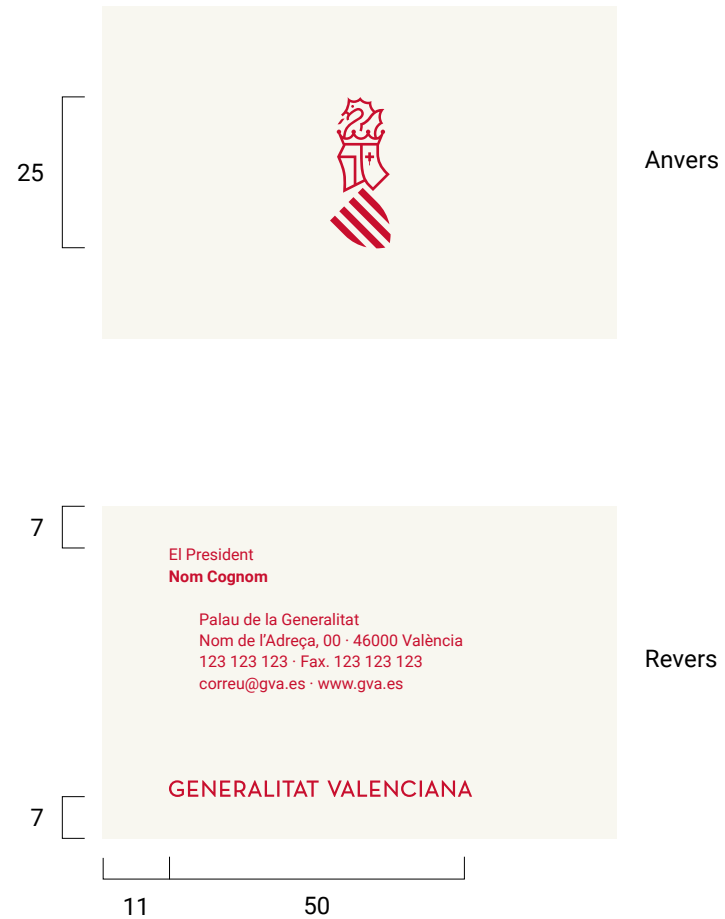 25
Anvers
7
El President
Nom Cognom
Palau de la Generalitat
Nom de l’Adreça, 00 · 46000 València
123 123 123 · Fax. 123 123 123
correu@gva.es · www.gva.es
Revers
GENERALITAT VALENCIANA
7
11
50